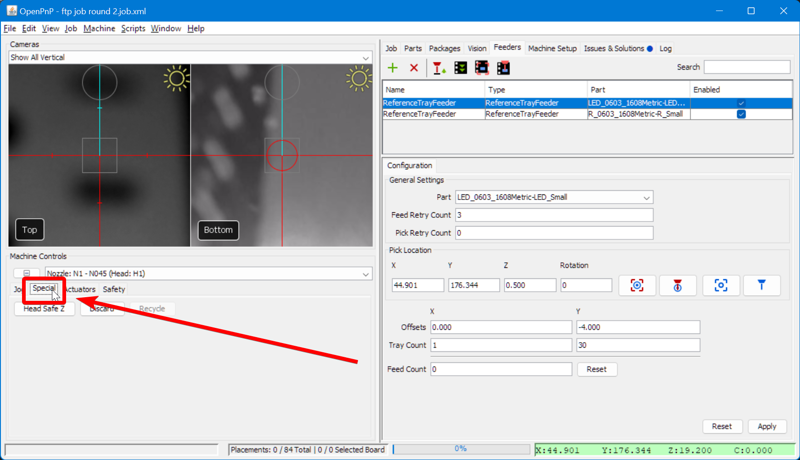 OpenPnP - ftp job round 2.job.xml
File Edit View Job Machine Scripts Window Help
Cameras
Show All Vertical
Top
Bottom
Machine Controls
Nozzle: N1 - N045 (Head: H1)
Special
Actuators
Safety
Head Safe Z
Discard
Recycle
Job Parts Packages Vision Feeders Machine Setup Issues & Solutions Log
Search
Name Type Part Enabled
ReferenceTrayFeeder ReferenceTrayFeeder LED_0603_1608Metric-LED...
ReferenceTrayFeeder ReferenceTrayFeeder R_0603_1608Metric-R_Small
Configuration
General Settings
Part LED_0603_1608Metric-LED_Small
Feed Retry Count 3
Pick Retry Count 0
Pick Location
X Y Z Rotation
44.901 176.344 0.500 0
X Y
Offsets 0.000 -4.000
Tray Count 1 30
Feed Count 0 Reset
Reset Apply
Placements: 0 / 84 Total | 0 / 0 Selected Board
0%
X:44.901 Y:176.344 Z:19.200 C:0.000